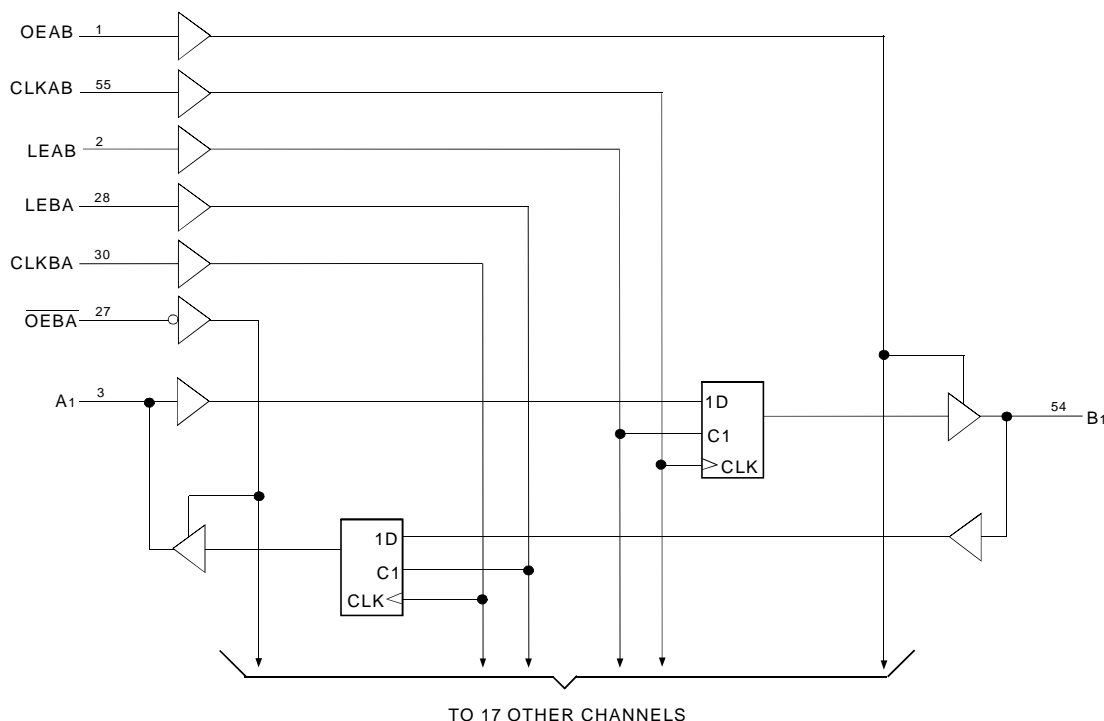 OEAB 1
CLKAB 55
LEAB 2
LEBA 28
CLKBA 30
OEBA 27
A1 3
1D
C1
CLK
54 B1
1D
C1
CLK
TO 17 OTHER CHANNELS